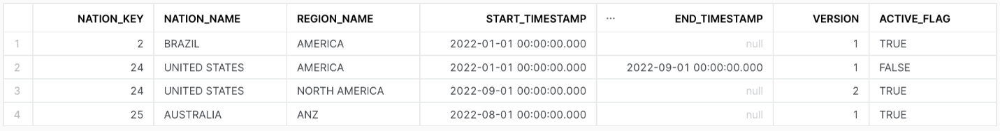 NATION_KEY NATION_NAME REGION_NAME START_TIMESTAMP ... END_TIMESTAMP VERSION ACTIVE_FLAG
1 2 BRAZIL AMERICA 2022-01-01 00:00:00.000 null 1 TRUE
2 24 UNITED STATES AMERICA 2022-01-01 00:00:00.000 2022-09-01 00:00:00.000 1 FALSE
3 24 UNITED STATES NORTH AMERICA 2022-09-01 00:00:00.000 null 2 TRUE
4 25 AUSTRALIA ANZ 2022-08-01 00:00:00.000 null 1 TRUE